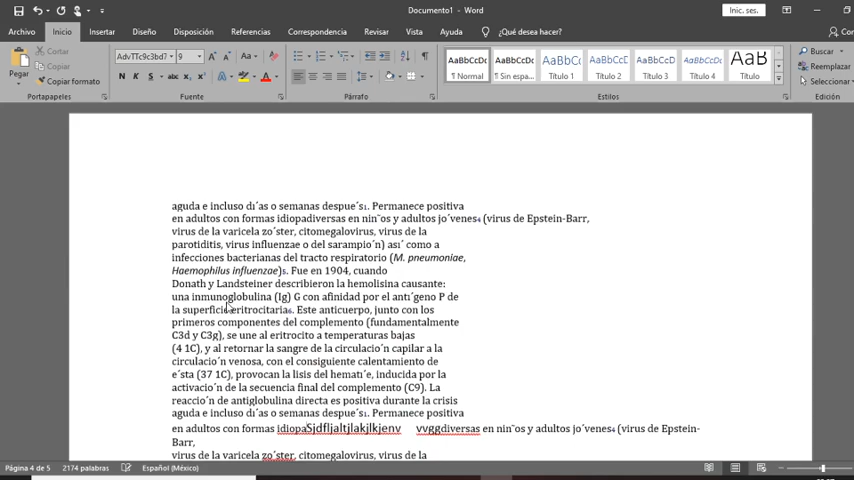 Documento1 - Word
Inic. ses.
Archivo Inicio Insertar Diseño Disposición Referencias Correspondencia Revisar Vista Ayuda ¿Qué desea hacer?
Cortar
Copiar
Copiar formato
Pegar
AdvTTc9c3bd7 9
N K S abc x₂ x²
Portapapeles Fuente Párrafo Estilos Edición
AaBbCcDc AaBbCcDc AaBbCc AaBbCcD AaBbCcD AaBbCcDc AaB
¶ Normal ¶ Sin espa... Título 1 Título 2 Título 3 Título 4 Título
Buscar
Reemplazar
Seleccionar
aguda e incluso dı´as o semanas despue´s1. Permanece positiva
en adultos con formas idiopadiversas en nin˜os y adultos jo´venes4 (virus de Epstein-Barr,
virus de la varicela zo´ster, citomegalovirus, virus de la
parotiditis, virus influenzae o del sarampio´n) ası´ como a
infecciones bacterianas del tracto respiratorio (M. pneumoniae,
Haemophilus influenzae)5. Fue en 1904, cuando
Donath y Landsteiner describieron la hemolisina causante:
una inmunoglobulina (Ig) G con afinidad por el antı´geno P de
la superficie eritrocitaria6. Este anticuerpo, junto con los
primeros componentes del complemento (fundamentalmente
C3d y C3g), se une al eritrocito a temperaturas bajas
(4 1C), y al retornar la sangre de la circulacio´n capilar a la
circulacio´n venosa, con el consiguiente calentamiento de
e´sta (37 1C), provocan la lisis del hematı´e, inducida por la
activacio´n de la secuencia final del complemento (C9). La
reaccio´n de antiglobulina directa es positiva durante la crisis
aguda e incluso dı´as o semanas despue´s1. Permanece positiva
en adultos con formas idiopaSjdfljaltjlakjlkjenv vvggdiversas en nin˜os y adultos jo´venes4 (virus de Epstein-
Barr,
virus de la varicela zo´ster, citomegalovirus, virus de la
Página 4 de 5 2174 palabras Español (México)